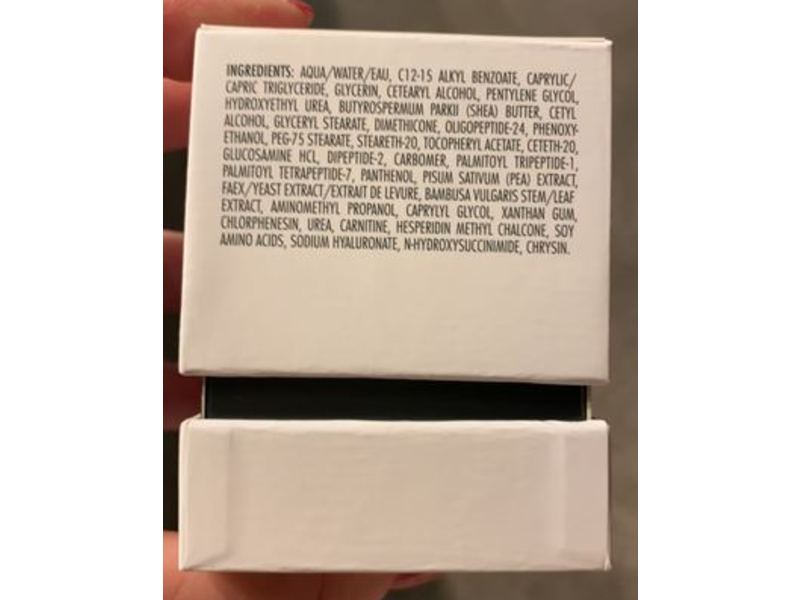 INGREDIENTS: AQUA/WATER/EAU, C12-15 ALKYL BENZOATE, CAPRYLIC/
CAPRIC TRIGLYCERIDE, GLYCERIN, CETEARYL ALCOHOL, PENTYLENE GLYCOL,
HYDROXYETHYL UREA, BUTYROSPERMUM PARKII (SHEA) BUTTER, CETYL
ALCOHOL, GLYCERYL STEARATE, DIMETHICONE, OLIGOPEPTIDE-24, PHENOXY-
ETHANOL, PEG-75 STEARATE, STEARETH-20, TOCOPHERYL ACETATE, CETETH-20,
GLUCOSAMINE HCL, DIPEPTIDE-2, CARBOMER, PALMITOYL TRIPEPTIDE-1,
PALMITOYL TETRAPEPTIDE-7, PANTHENOL, PISUM SATIVUM (PEA) EXTRACT,
FAEX/YEAST EXTRACT/EXTRAIT DE LEVURE, BAMBUSA VULGARIS STEM/LEAF
EXTRACT, AMINOMETHYL PROPANOL, CAPRYLYL GLYCOL, XANTHAN GUM,
CHLORPHENESIN, UREA, CARNITINE, HESPERIDIN METHYL CHALCONE, SOY
AMINO ACIDS, SODIUM HYALURONATE, N-HYDROXYSUCCINIMIDE, CHRYSIN.